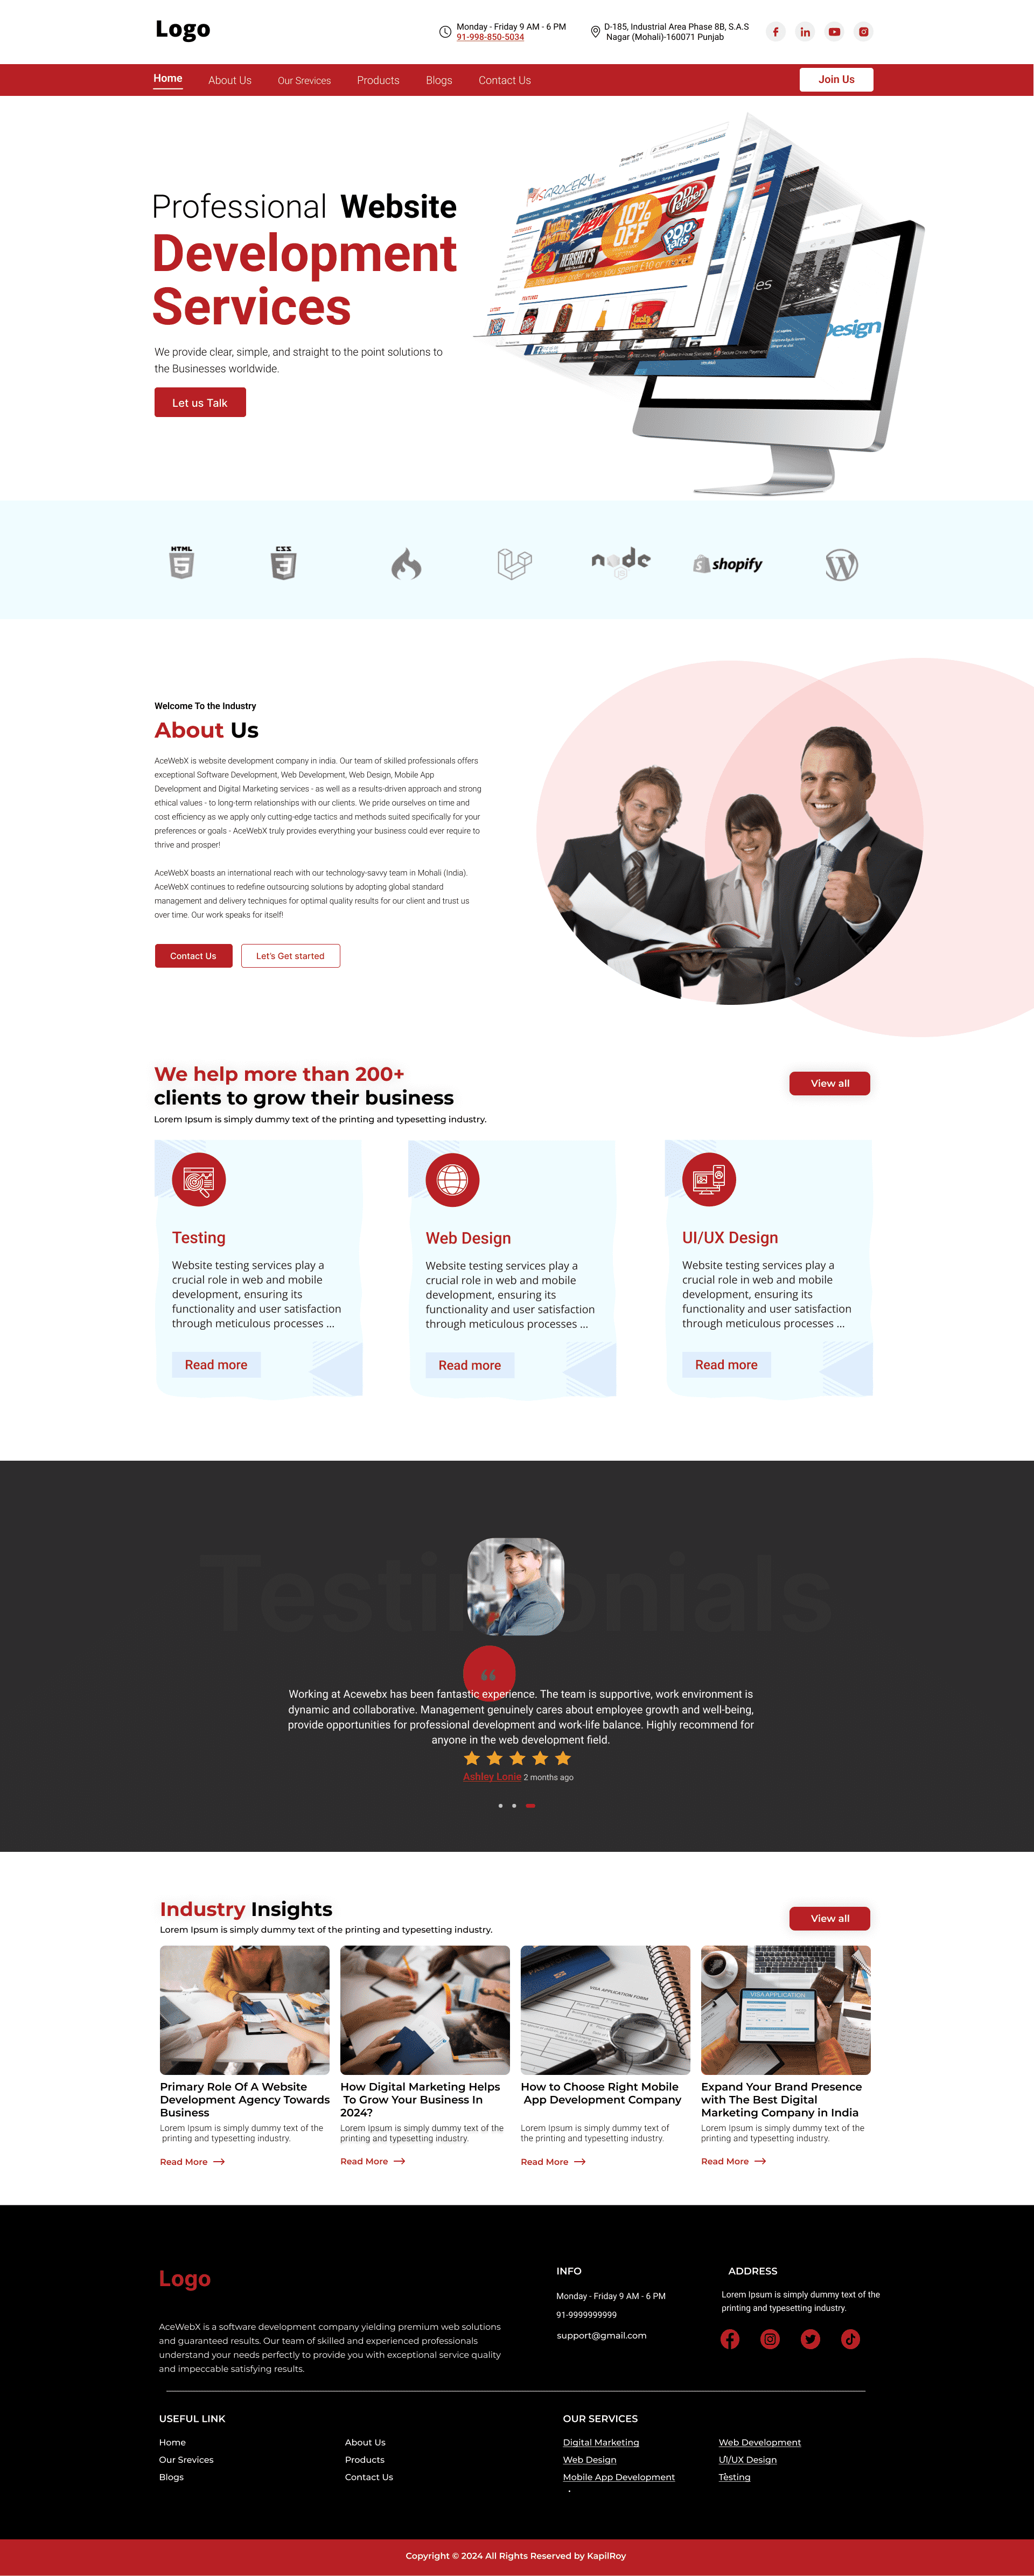 Logo
Monday - Friday 9 AM - 6 PM
91-998-850-5034
D-185, Industrial Area Phase 8B, S.A.S
Nagar (Mohali)-160071 Punjab
Home
About Us
Our Srevices
Products
Blogs
Contact Us
Join Us
Professional Website
Development
Services
We provide clear, simple, and straight to the point solutions to
the Businesses worldwide.
Let us Talk
GROCERY
10%
OFF
Dr Pepper
pop tarts
Lucky Charms
HERSHEY'S
Design
HTML
5
CSS
3
node
shopify
Welcome To the Industry
About Us
AceWebX is website development company in india. Our team of skilled professionals offers
exceptional Software Development, Web Development, Web Design, Mobile App
Development and Digital Marketing services - as well as a results-driven approach and strong
ethical values - to long-term relationships with our clients. We pride ourselves on time and
cost efficiency as we apply only cutting-edge tactics and methods suited specifically for your
preferences or goals - AceWebX truly provides everything your business could ever require to
thrive and prosper!
AceWebX boasts an international reach with our technology-savvy team in Mohali (India).
AceWebX continues to redefine outsourcing solutions by adopting global standard
management and delivery techniques for optimal quality results for our client and trust us
over time. Our work speaks for itself!
Contact Us
Let's Get started
We help more than 200+
clients to grow their business
Lorem Ipsum is simply dummy text of the printing and typesetting industry.
View all
Testing
Website testing services play a
crucial role in web and mobile
development, ensuring its
functionality and user satisfaction
through meticulous processes ...
Read more
Web Design
Website testing services play a
crucial role in web and mobile
development, ensuring its
functionality and user satisfaction
through meticulous processes ...
Read more
UI/UX Design
Website testing services play a
crucial role in web and mobile
development, ensuring its
functionality and user satisfaction
through meticulous processes ...
Read more
Testimonials
Working at Acewebx has been fantastic experience. The team is supportive, work environment is
dynamic and collaborative. Management genuinely cares about employee growth and well-being,
provide opportunities for professional development and work-life balance. Highly recommend for
anyone in the web development field.
Ashley Lonie 2 months ago
Industry Insights
Lorem Ipsum is simply dummy text of the printing and typesetting industry.
View all
VISA APPLICATION FORM
VISA APPLICATION
PASSPORT
Primary Role Of A Website
Development Agency Towards
Business
Lorem Ipsum is simply dummy text of the
printing and typesetting industry.
Read More
How Digital Marketing Helps
To Grow Your Business In
2024?
Lorem Ipsum is simply dummy text of the
printing and typesetting industry.
Read More
How to Choose Right Mobile
App Development Company
Lorem Ipsum is simply dummy text of
the printing and typesetting industry.
Read More
Expand Your Brand Presence
with The Best Digital
Marketing Company in India
Lorem Ipsum is simply dummy text of the
printing and typesetting industry.
Read More
Logo
AceWebX is a software development company yielding premium web solutions
and guaranteed results. Our team of skilled and experienced professionals
understand your needs perfectly to provide you with exceptional service quality
and impeccable satisfying results.
INFO
Monday - Friday 9 AM - 6 PM
91-9999999999
support@gmail.com
ADDRESS
Lorem Ipsum is simply dummy text of the
printing and typesetting industry.
USEFUL LINK
Home
Our Srevices
Blogs
About Us
Products
Contact Us
OUR SERVICES
Digital Marketing
Web Design
Mobile App Development
Web Development
UI/UX Design
Testing
Copyright © 2024 All Rights Reserved by KapilRoy